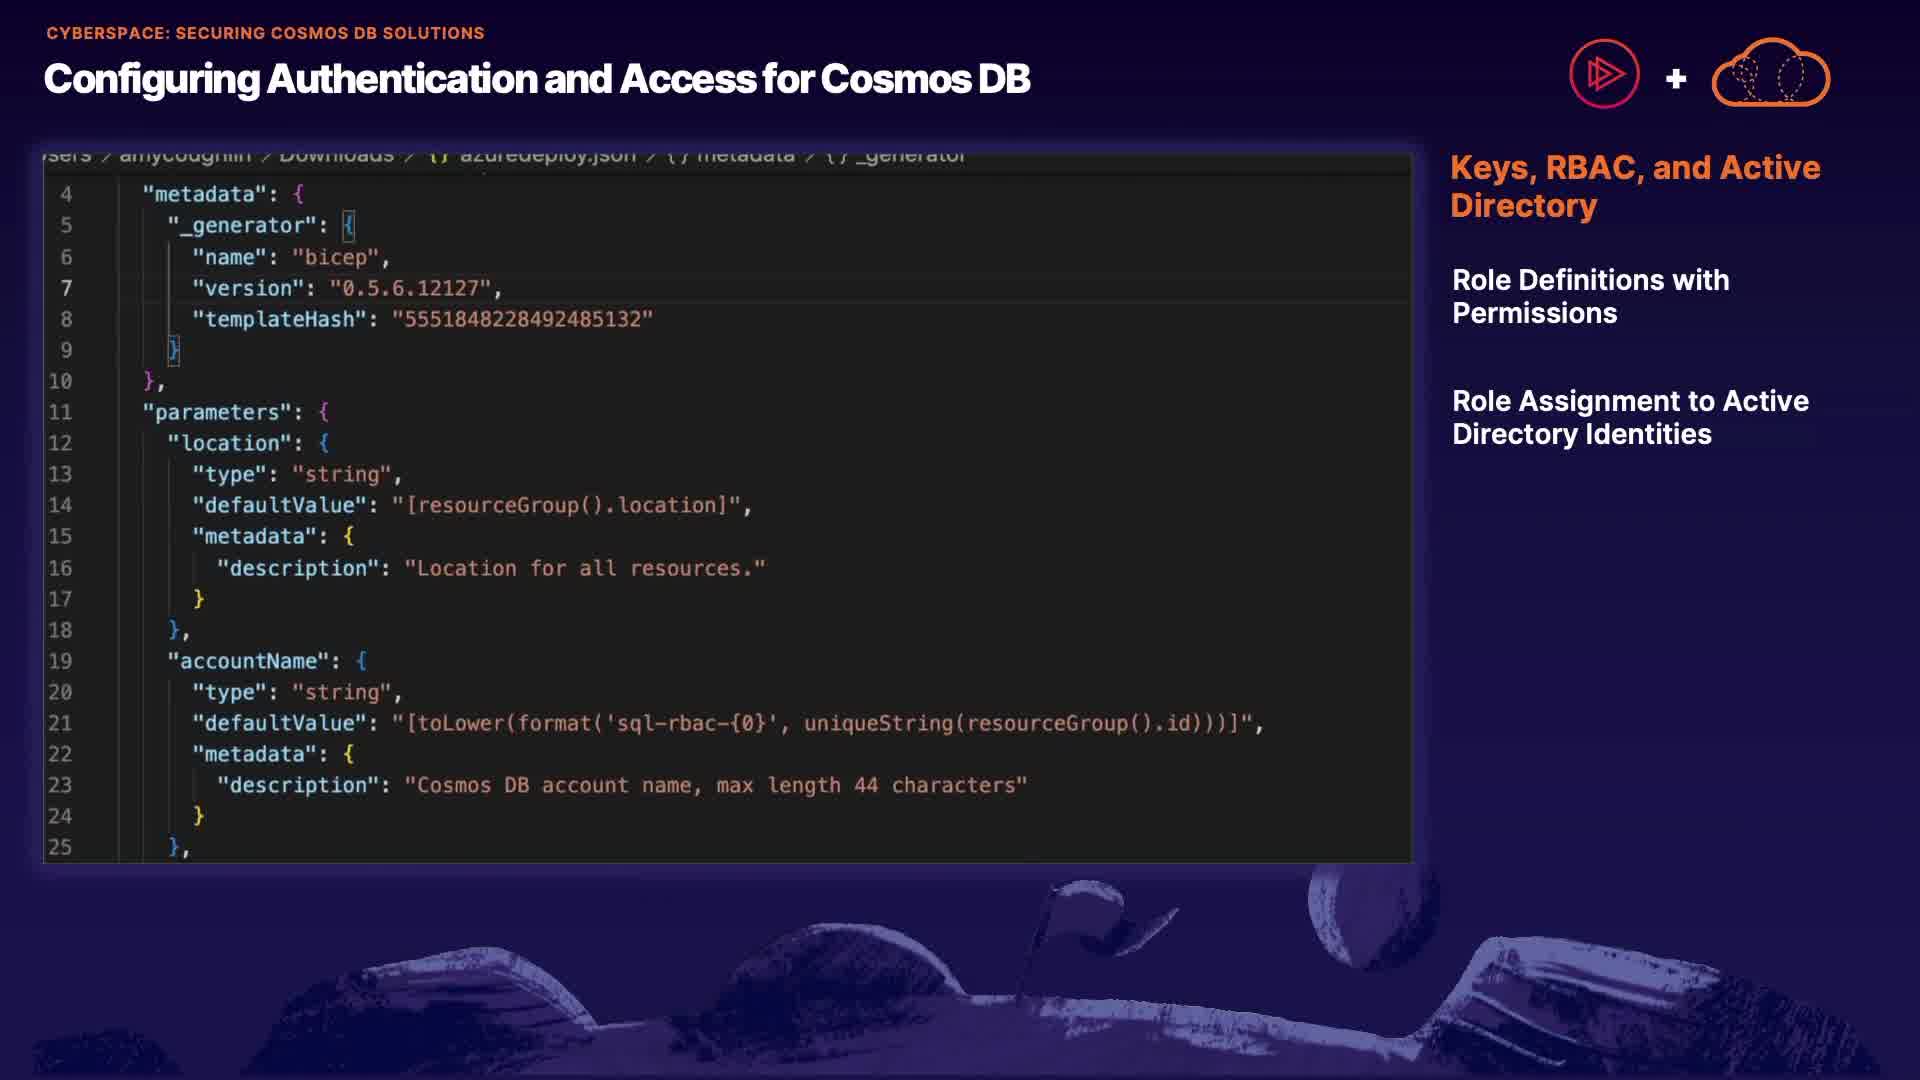 CYBERSPACE: SECURING COSMOS DB SOLUTIONS
Configuring Authentication and Access for Cosmos DB
sers / amycoughlin / Downloads / {} azuredeploy.json / {} metadata / {} _generator
4 "metadata": {
5 "_generator": {
6 "name": "bicep",
7 "version": "0.5.6.12127",
8 "templateHash": "5551848228492485132"
9 }
10 },
11 "parameters": {
12 "location": {
13 "type": "string",
14 "defaultValue": "[resourceGroup().location]",
15 "metadata": {
16 "description": "Location for all resources."
17 }
18 },
19 "accountName": {
20 "type": "string",
21 "defaultValue": "[toLower(format('sql-rbac-{0}', uniqueString(resourceGroup().id)))]",
22 "metadata": {
23 "description": "Cosmos DB account name, max length 44 characters"
24 }
25 },
Keys, RBAC, and Active
Directory
Role Definitions with
Permissions
Role Assignment to Active
Directory Identities